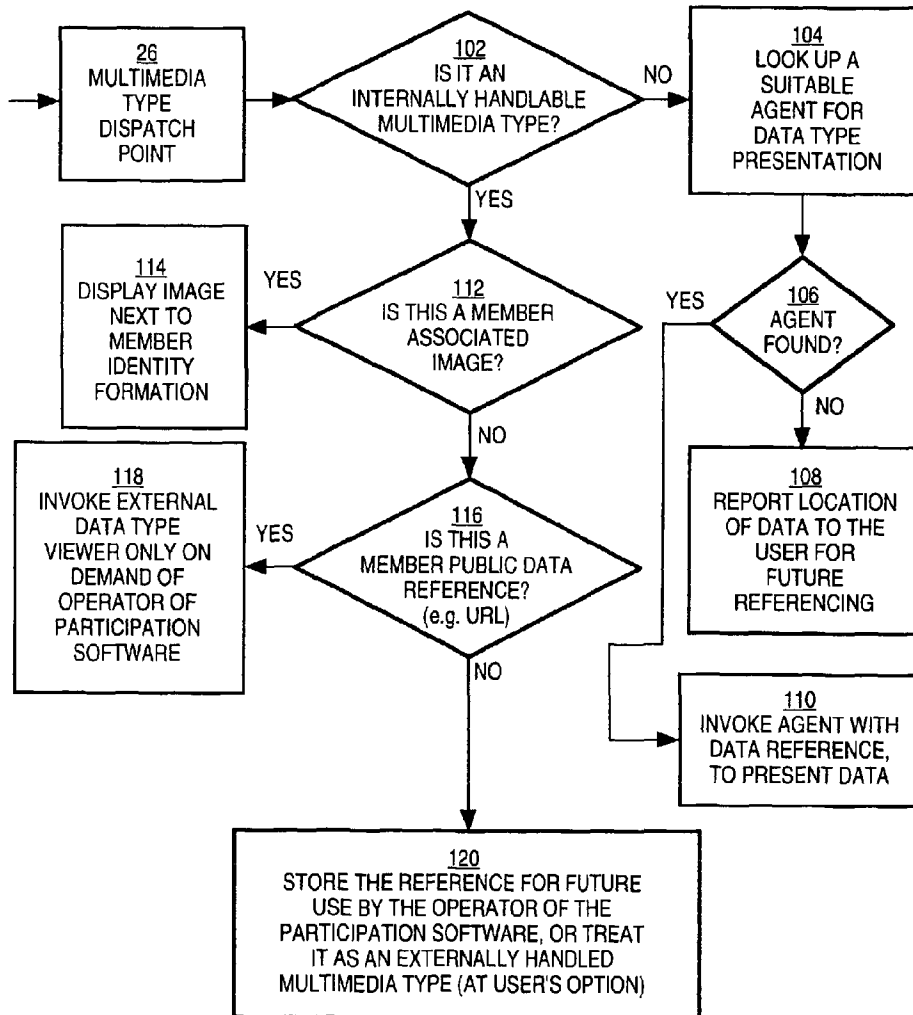 26
MULTIMEDIA
TYPE
DISPATCH
POINT
102
IS IT AN
INTERNALLY HANDLABLE
MULTIMEDIA TYPE?
NO
104
LOOK UP A
SUITABLE
AGENT FOR
DATA TYPE
PRESENTATION
YES
114
DISPLAY IMAGE
NEXT TO
MEMBER
IDENTITY
FORMATION
YES
112
IS THIS A MEMBER
ASSOCIATED
IMAGE?
YES
106
AGENT
FOUND?
NO
NO
118
INVOKE EXTERNAL
DATA TYPE
VIEWER ONLY ON
DEMAND OF
OPERATOR OF
PARTICIPATION
SOFTWARE
YES
116
IS THIS A
MEMBER PUBLIC DATA
REFERENCE?
(e.g. URL)
108
REPORT LOCATION
OF DATA TO THE
USER FOR
FUTURE
REFERENCING
NO
110
INVOKE AGENT WITH
DATA REFERENCE,
TO PRESENT DATA
120
STORE THE REFERENCE FOR FUTURE
USE BY THE OPERATOR OF THE
PARTICIPATION SOFTWARE, OR TREAT
IT AS AN EXTERNALLY HANDLED
MULTIMEDIA TYPE (AT USER'S OPTION)